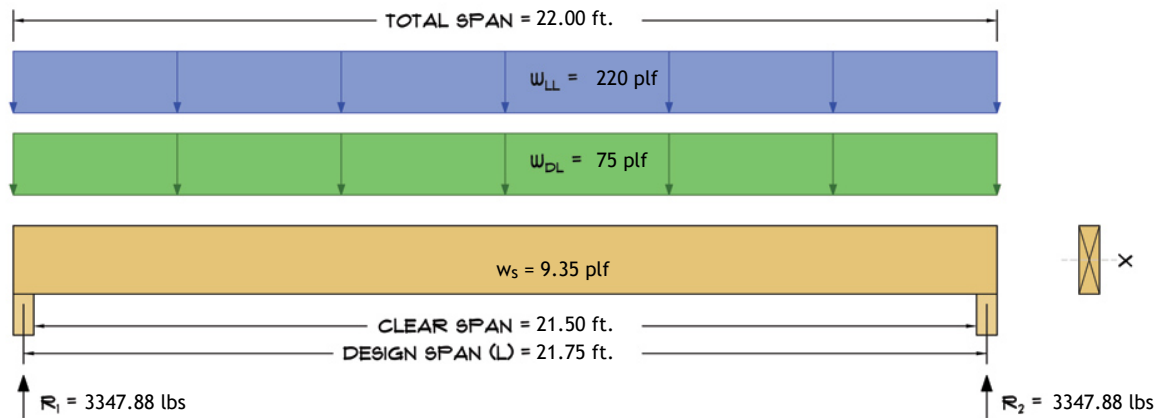 TOTAL SPAN = 22.00 ft.
WLL = 220 plf
WDL = 75 plf
ws = 9.35 plf
X
CLEAR SPAN = 21.50 ft.
DESIGN SPAN (L) = 21.75 ft.
R1 = 3347.88 lbs
R2 = 3347.88 lbs